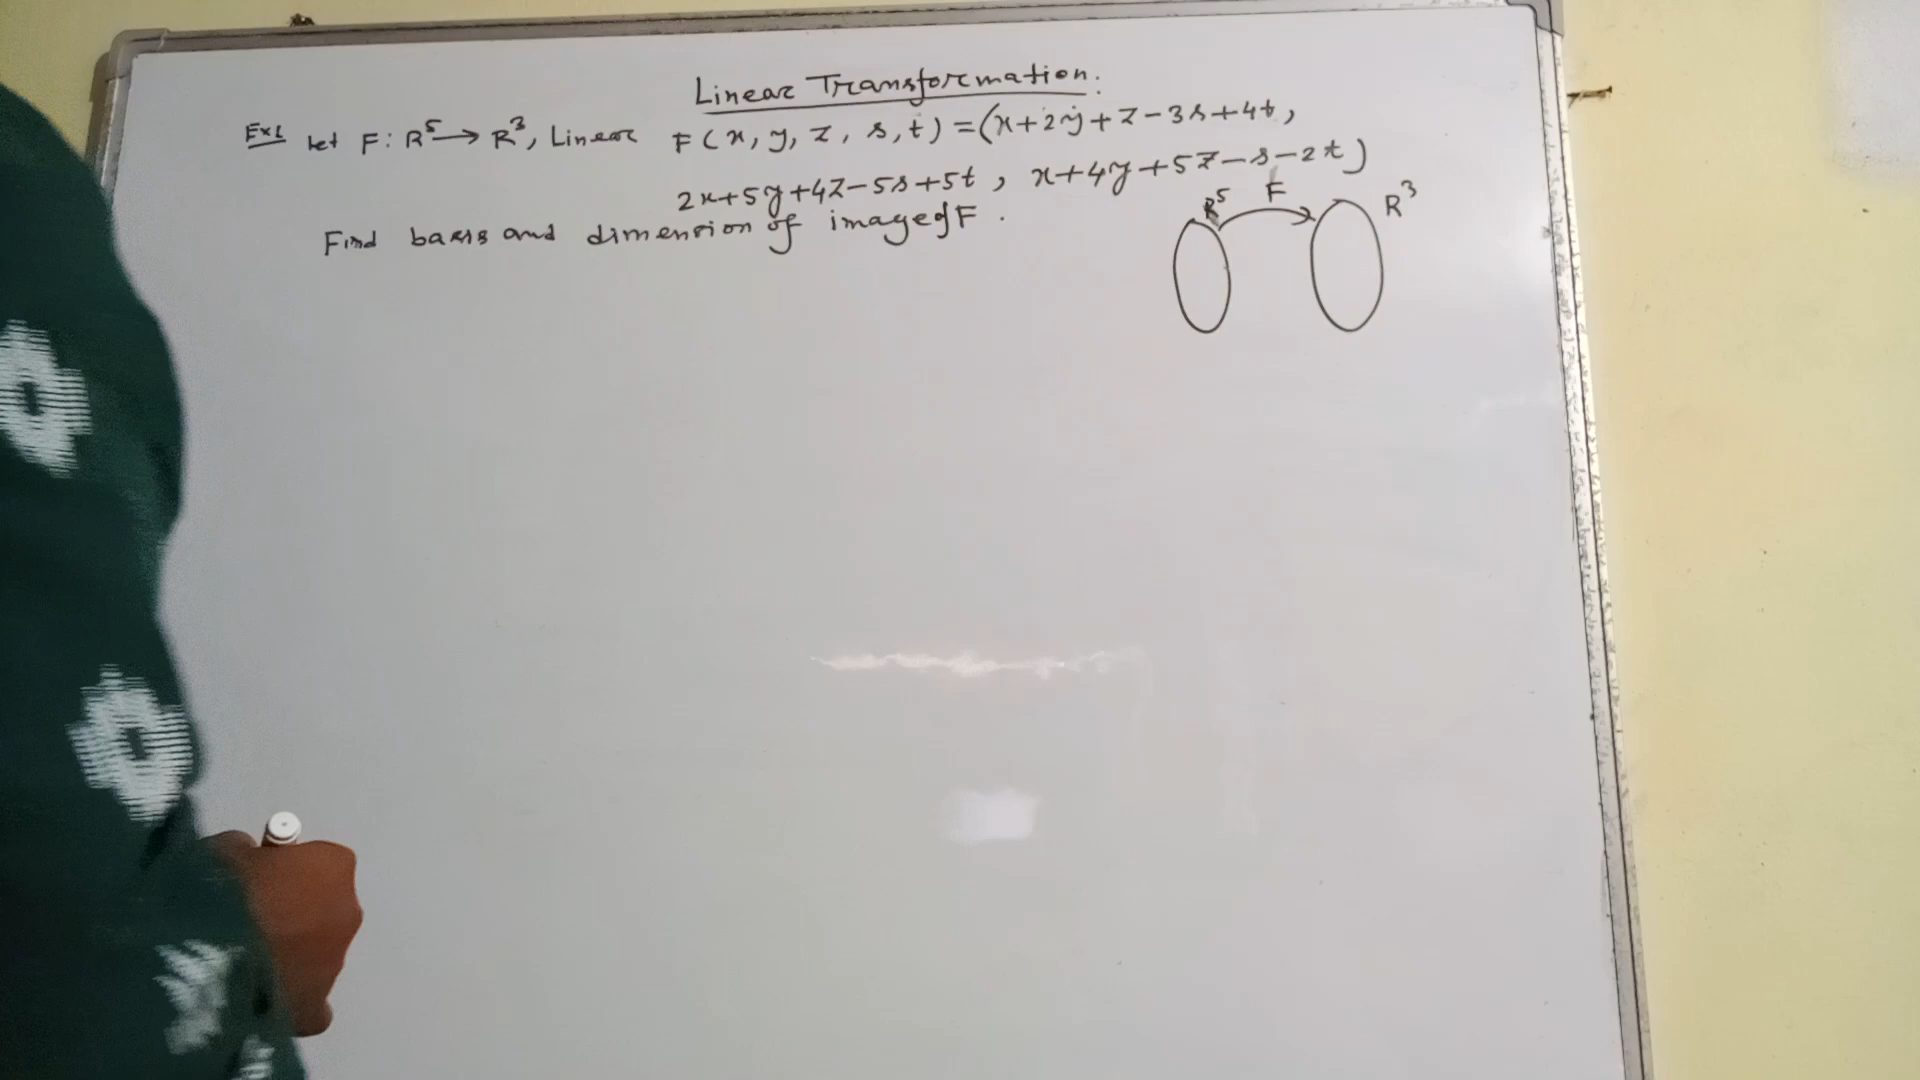 Linear Transformation.
Ex1 Let F: R⁵ → R³, Linear F(x, y, z, s, t) = (x+2y+z-3s+4t,
2x+5y+4z-5s+5t, x+4y+5z-s-2t)
Find basis and dimension of image of F.
R⁵ F R³